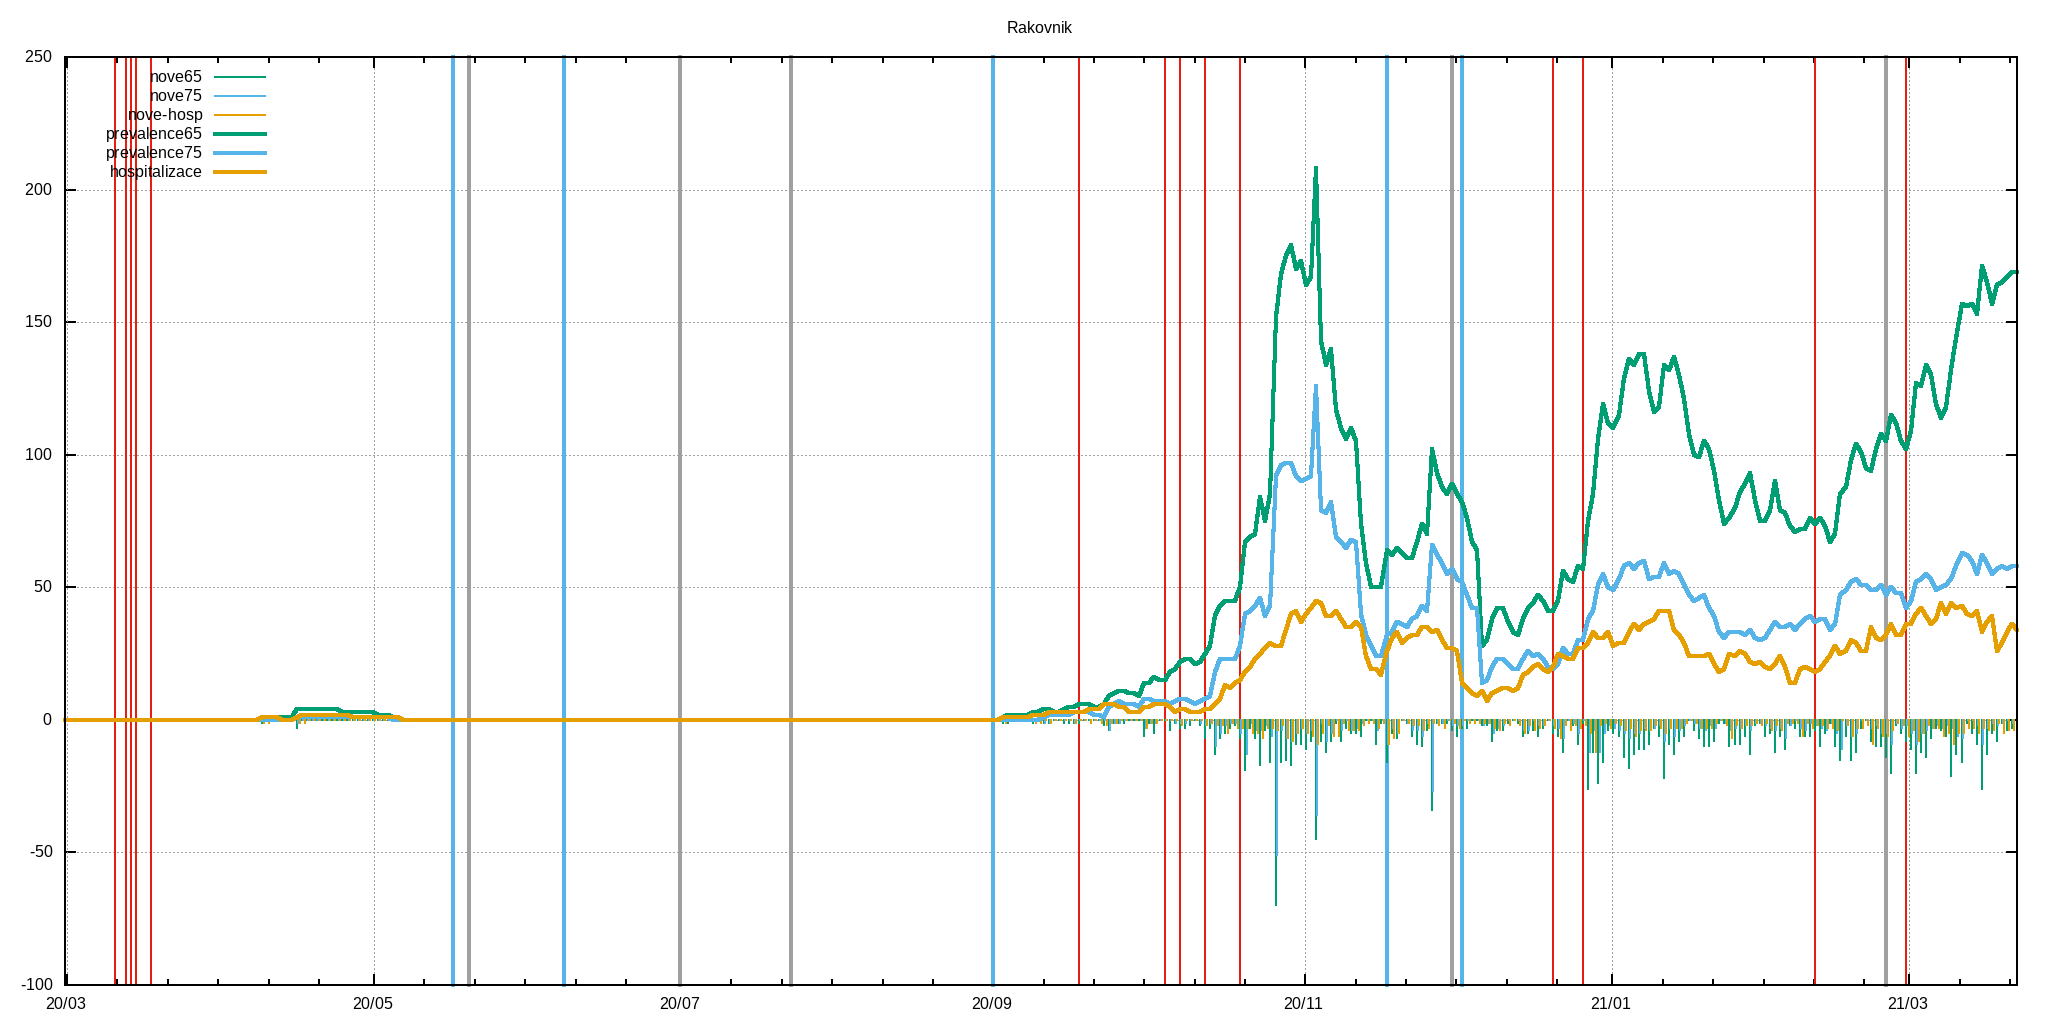 Rakovnik
250
200
150
100
50
0
-50
-100
nove65
nove75
nove-hosp
prevalence65
prevalence75
hospitalizace
20/03 20/05 20/07 20/09 20/11 21/01 21/03